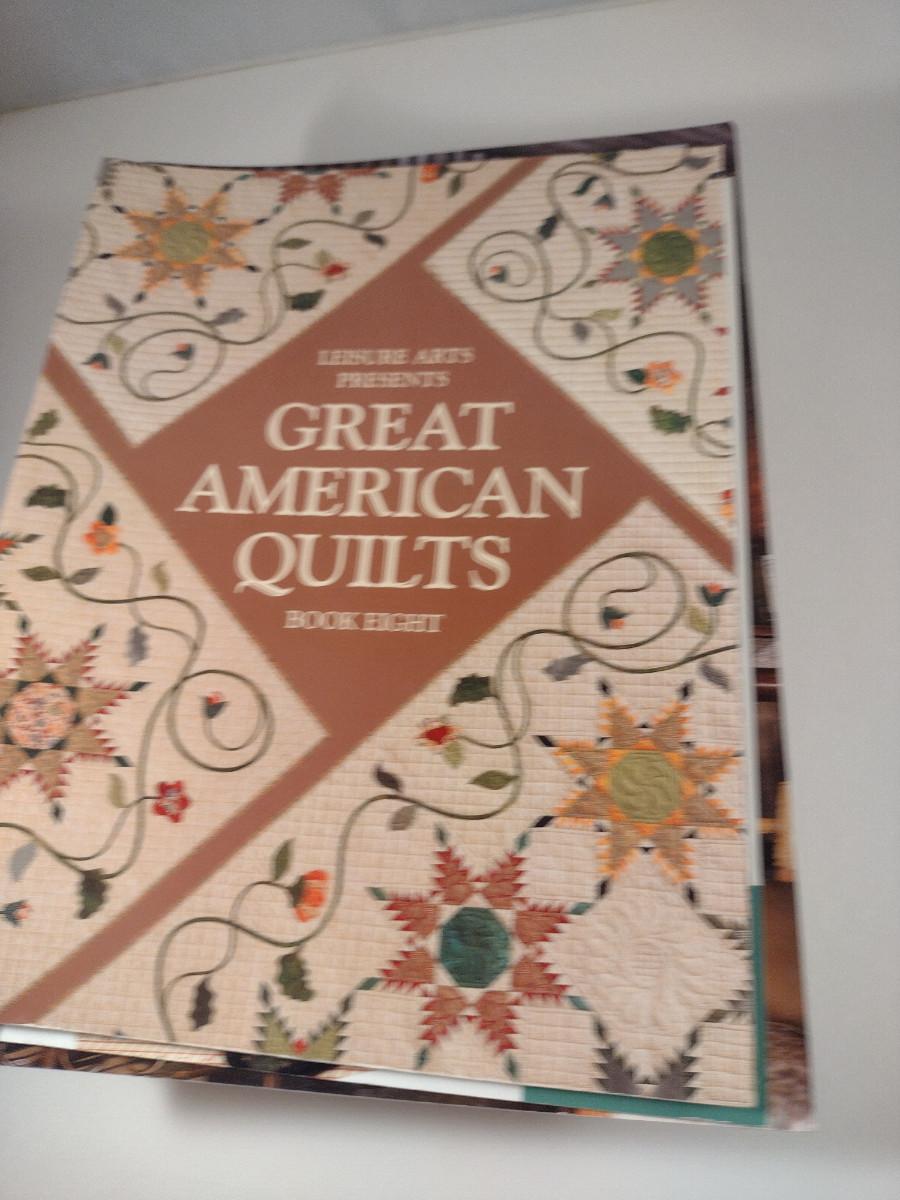 LEISURE ARTS
PRESENTS
GREAT
AMERICAN
QUILTS
BOOK EIGHT